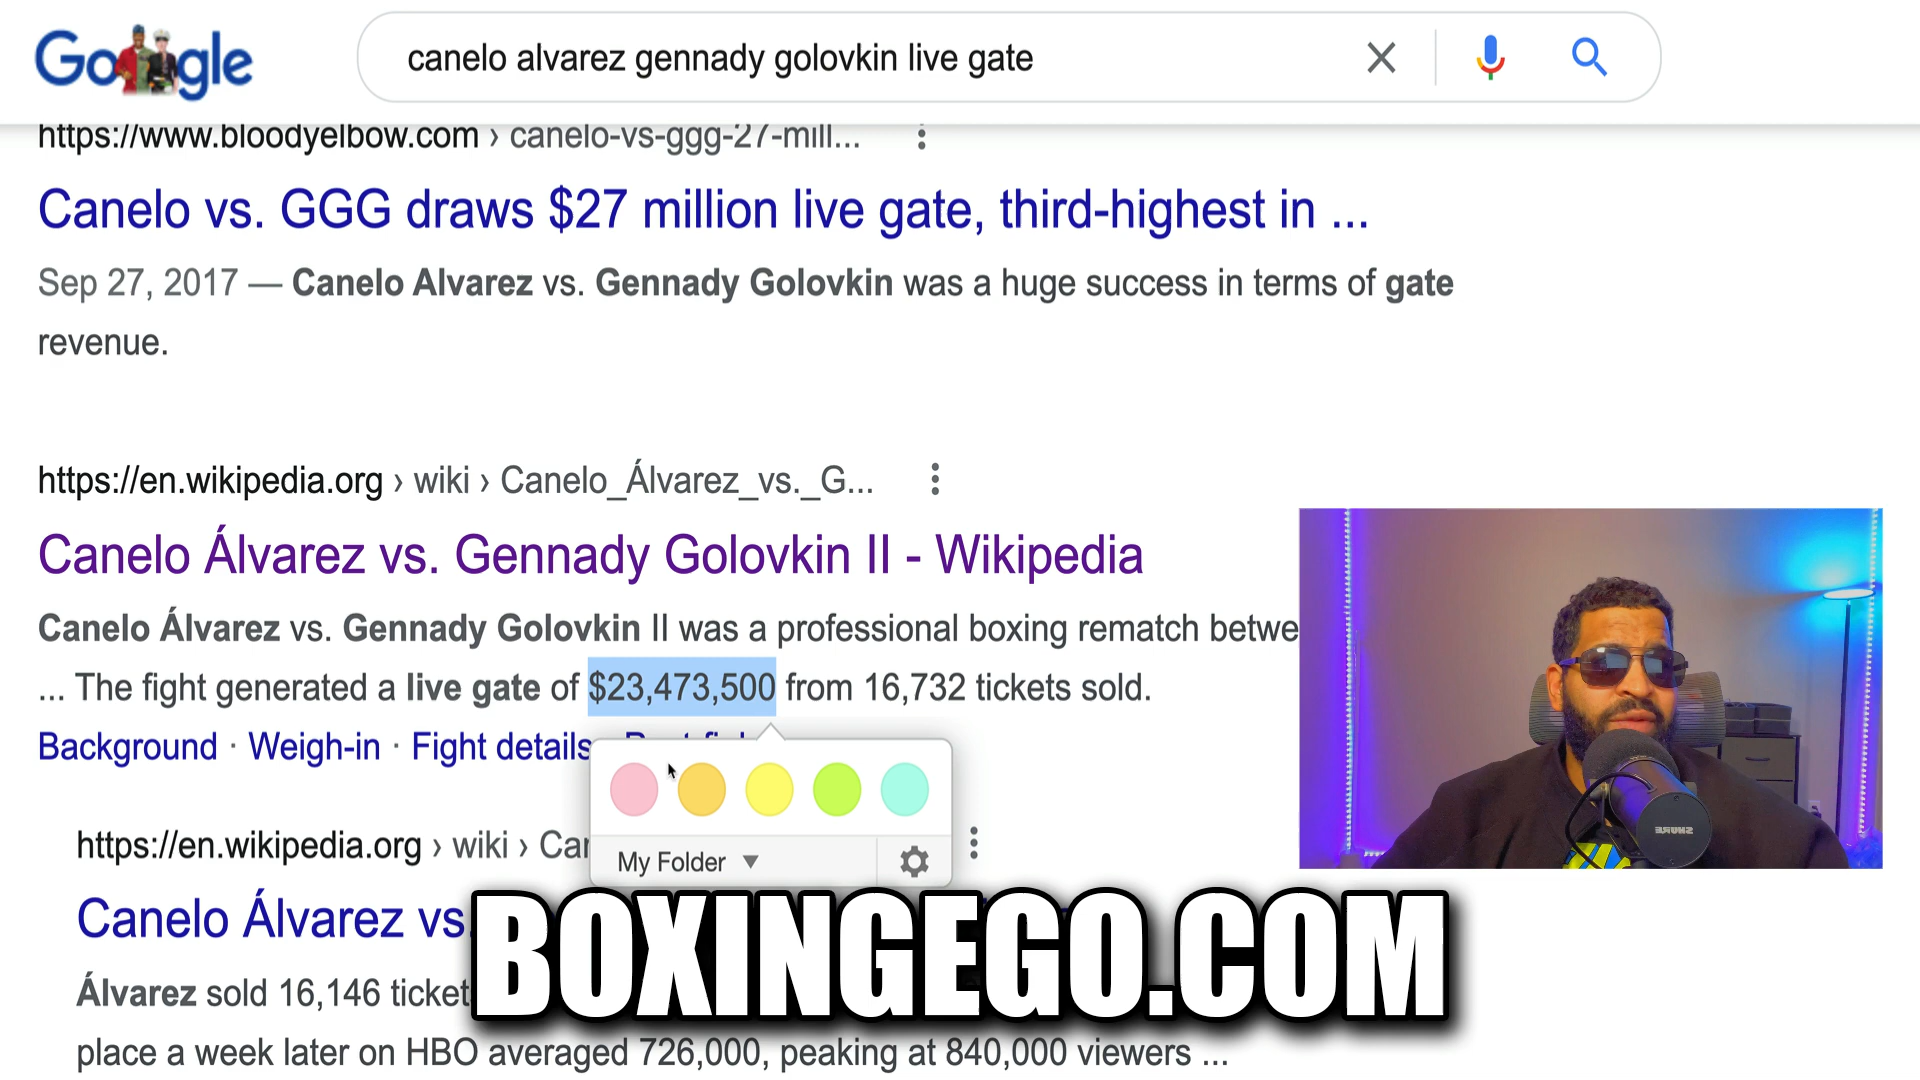 Google
canelo alvarez gennady golovkin live gate
https://www.bloodyelbow.com › canelo-vs-ggg-27-mill...
Canelo vs. GGG draws $27 million live gate, third-highest in ...
Sep 27, 2017 — Canelo Alvarez vs. Gennady Golovkin was a huge success in terms of gate
revenue.
https://en.wikipedia.org › wiki › Canelo_Álvarez_vs._G...
Canelo Álvarez vs. Gennady Golovkin II - Wikipedia
Canelo Álvarez vs. Gennady Golovkin II was a professional boxing rematch betwe
... The fight generated a live gate of $23,473,500 from 16,732 tickets sold.
Background · Weigh-in · Fight details
My Folder
https://en.wikipedia.org › wiki › Car
Canelo Álvarez vs.
BOXINGEGO.COM
Álvarez sold 16,146 ticket
place a week later on HBO averaged 726,000, peaking at 840,000 viewers ...
SHURE